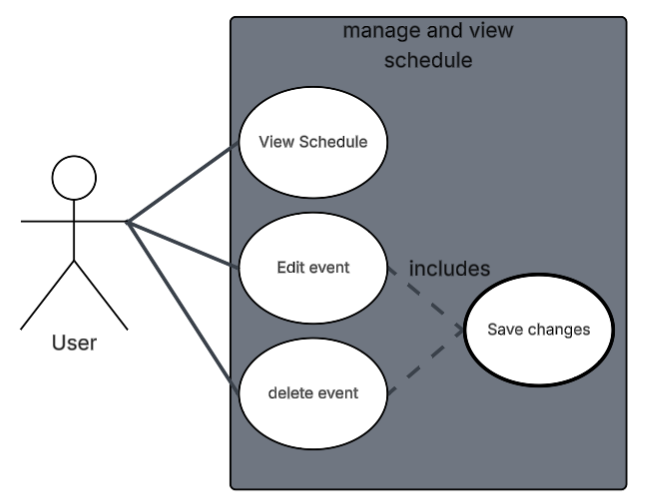 manage and view
schedule
View Schedule
Edit event
includes
Save changes
delete event
User